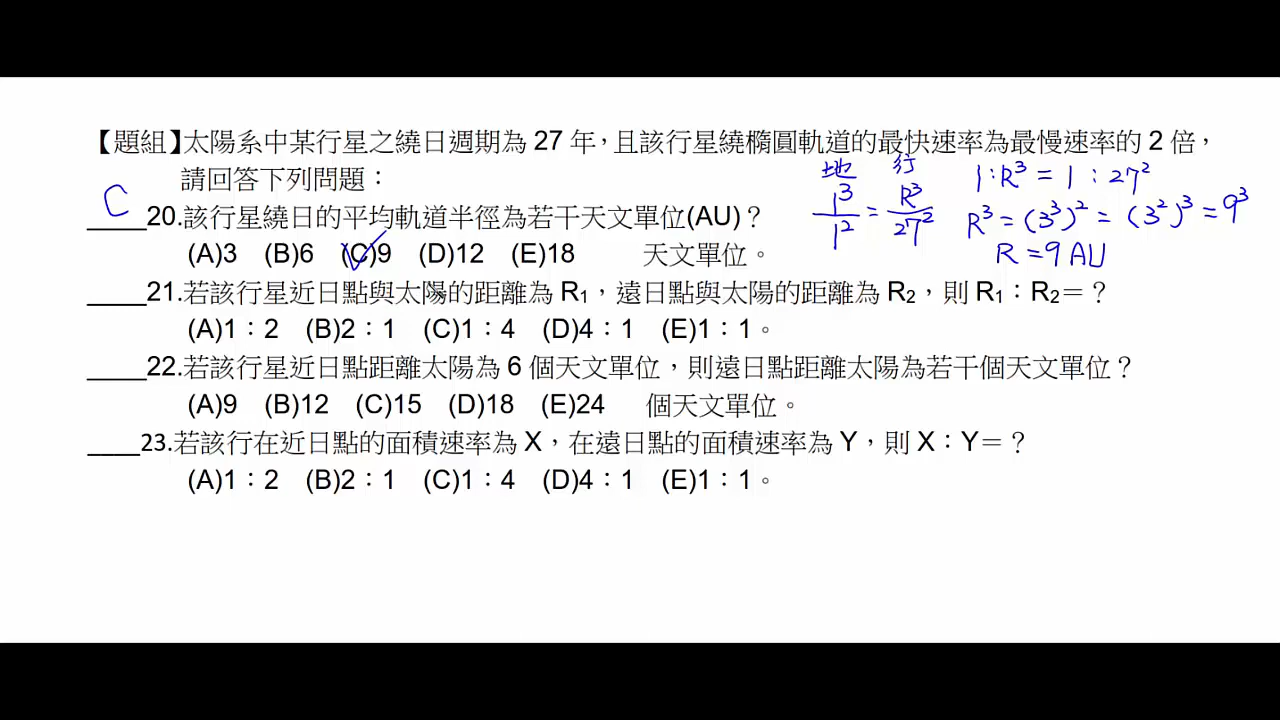 【題組】太陽系中某行星之繞日週期為 27 年，且該行星繞橢圓軌道的最快速率為最慢速率的 2 倍，
請回答下列問題：
C
____20.該行星繞日的平均軌道半徑為若干天文單位(AU)？
(A)3 (B)6 (C)9 (D)12 (E)18 天文單位。
地 行
1³/1² = R³/27²
1:R³ = 1:27²
R³ = (3³)² = (3²)³ = 9³
R = 9 AU
____21.若該行星近日點與太陽的距離為 R₁，遠日點與太陽的距離為 R₂，則 R₁：R₂＝？
(A)1：2 (B)2：1 (C)1：4 (D)4：1 (E)1：1。
____22.若該行星近日點距離太陽為 6 個天文單位，則遠日點距離太陽為若干個天文單位？
(A)9 (B)12 (C)15 (D)18 (E)24 個天文單位。
____23.若該行在近日點的面積速率為 X，在遠日點的面積速率為 Y，則 X：Y＝？
(A)1：2 (B)2：1 (C)1：4 (D)4：1 (E)1：1。